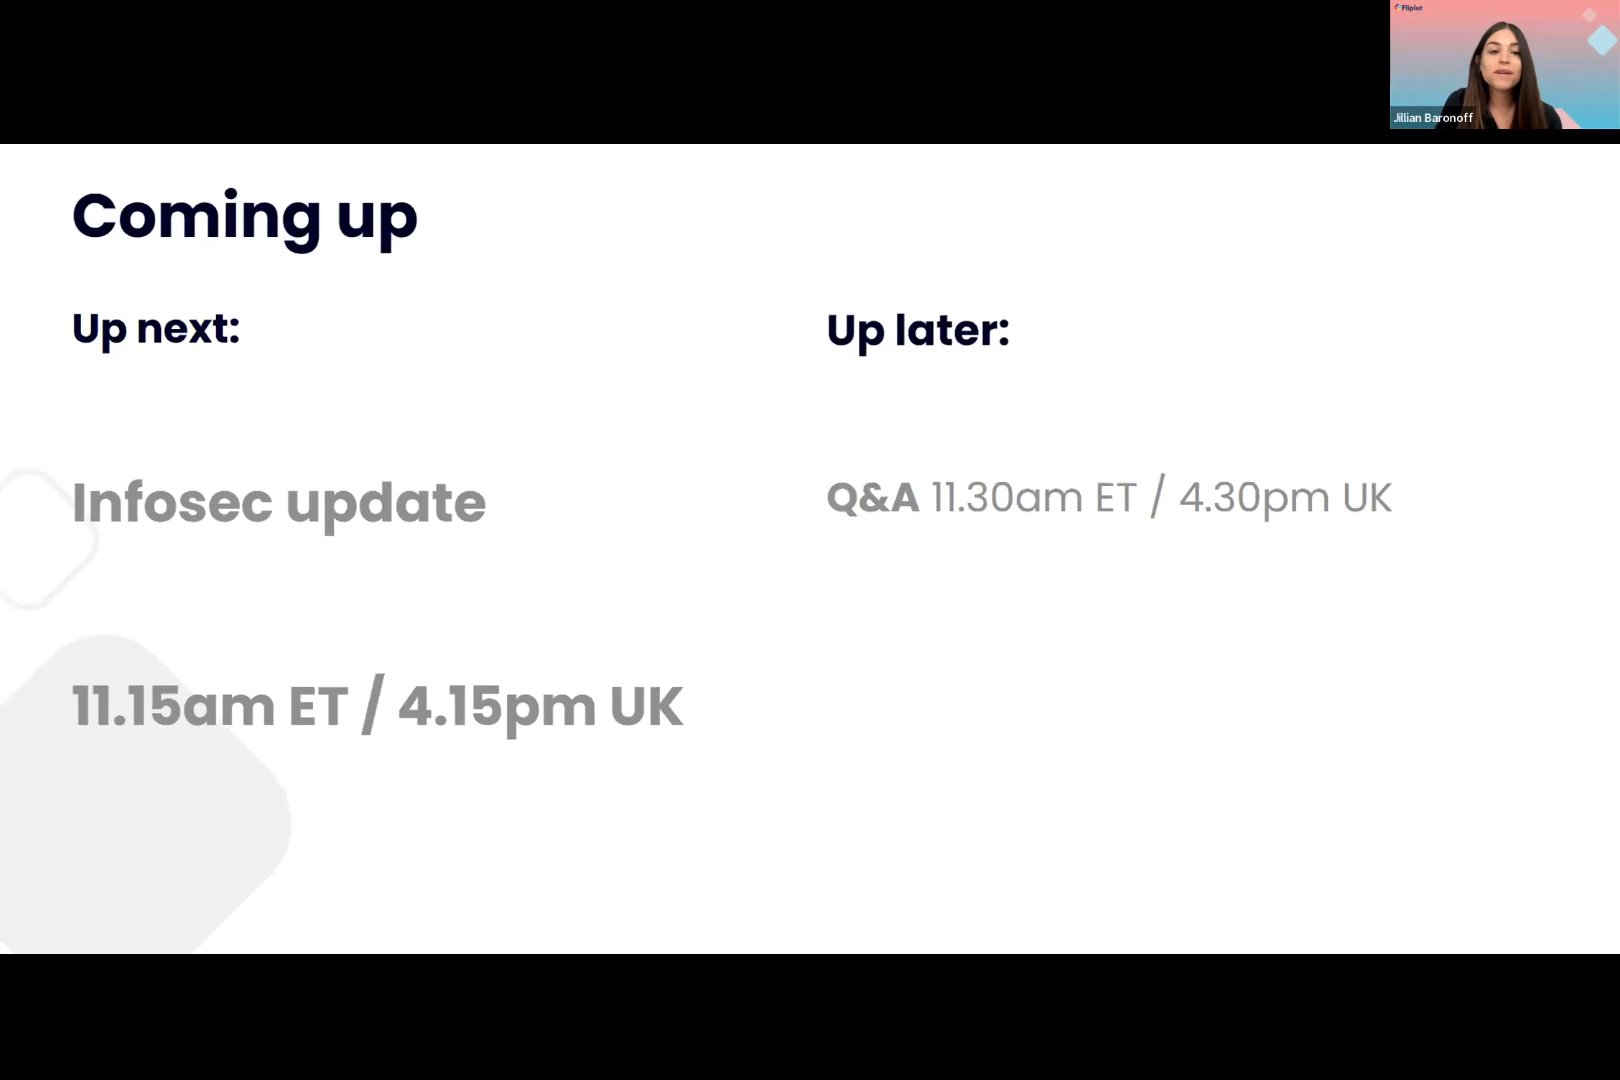 Fliplet
Jillian Baronoff
Coming up
Up next:
Up later:
Infosec update
Q&A 11.30am ET / 4.30pm UK
11.15am ET / 4.15pm UK